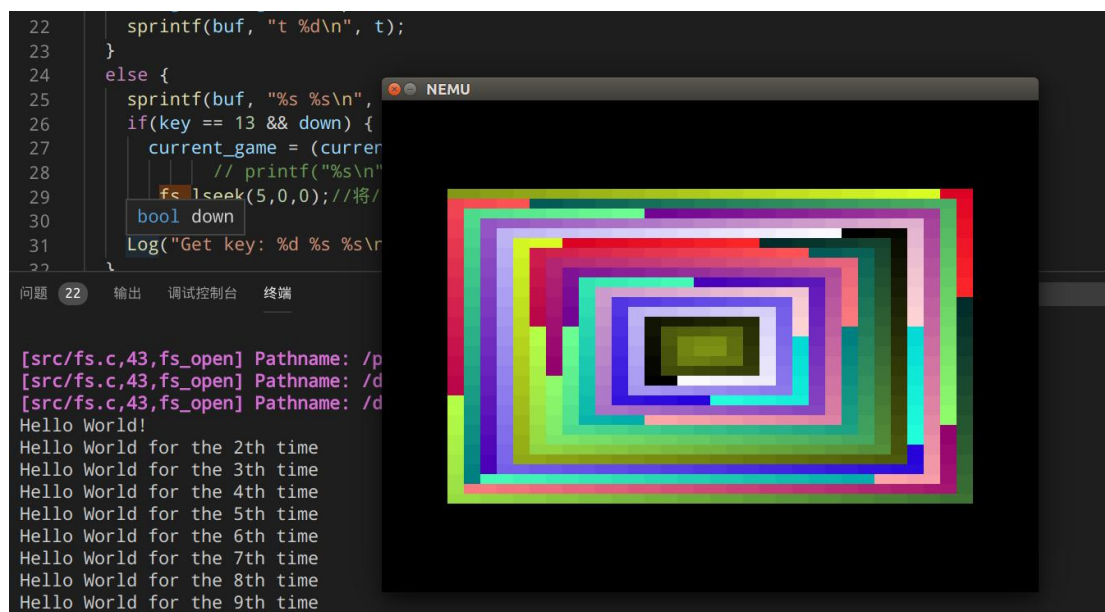 22 sprintf(buf, "t %d\n", t);
23 }
24 else {
25 sprintf(buf, "%s %s\n",
26 if(key == 13 && down) {
27 current_game = (curren
28 // printf("%s\n"
29 fs_lseek(5,0,0);//将/
30 bool down
31 Log("Get key: %d %s %s\n
32 }
NEMU
问题 22 输出 调试控制台 终端
[src/fs.c,43,fs_open] Pathname: /p
[src/fs.c,43,fs_open] Pathname: /d
[src/fs.c,43,fs_open] Pathname: /d
Hello World!
Hello World for the 2th time
Hello World for the 3th time
Hello World for the 4th time
Hello World for the 5th time
Hello World for the 6th time
Hello World for the 7th time
Hello World for the 8th time
Hello World for the 9th time